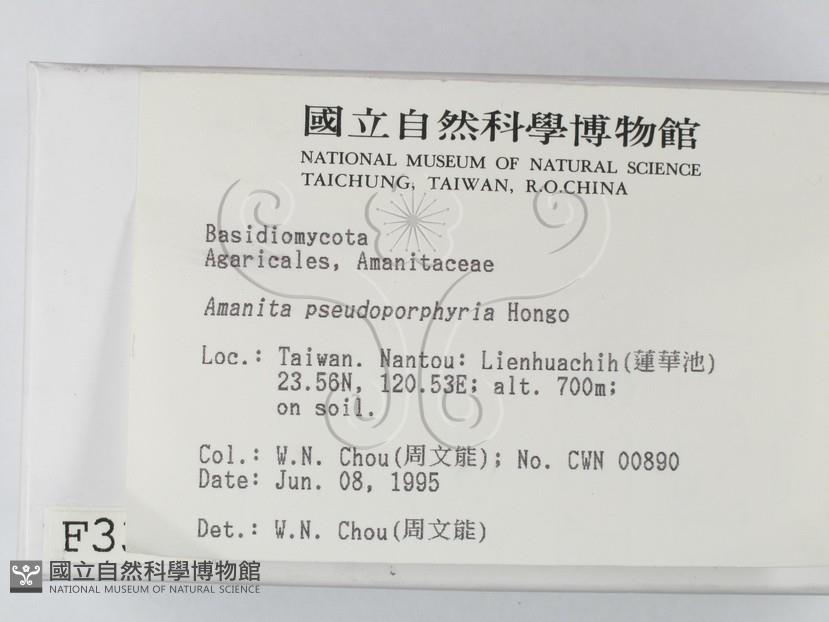 國立自然科學博物館
NATIONAL MUSEUM OF NATURAL SCIENCE
TAICHUNG, TAIWAN, R.O.CHINA
Basidiomycota
Agaricales, Amanitaceae
Amanita pseudoporphyria Hongo
Loc.: Taiwan. Nantou: Lienhuachih(蓮華池)
23.56N, 120.53E; alt. 700m;
on soil.
Col.: W.N. Chou(周文能); No. CWN 00890
Date: Jun. 08, 1995
Det.: W.N. Chou(周文能)
國立自然科學博物館
NATIONAL MUSEUM OF NATURAL SCIENCE